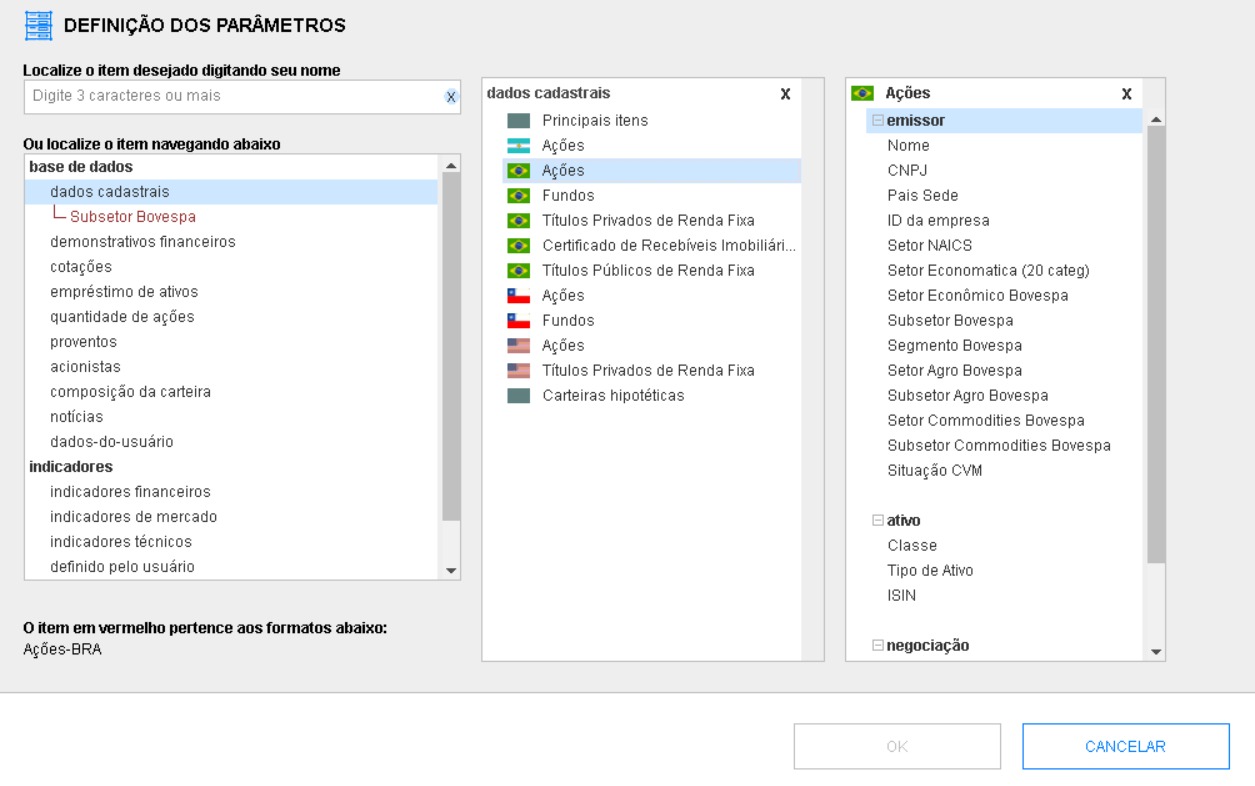 DEFINIÇÃO DOS PARÂMETROS
Localize o item desejado digitando seu nome
Digite 3 caracteres ou mais
X
Ou localize o item navegando abaixo
base de dados
dados cadastrais
Subsetor Bovespa
demonstrativos financeiros
cotações
empréstimo de ativos
quantidade de ações
proventos
acionistas
composição da carteira
notícias
dados-do-usuário
indicadores
indicadores financeiros
indicadores de mercado
indicadores técnicos
definido pelo usuário
O item em vermelho pertence aos formatos abaixo:
Ações-BRA
dados cadastrais X
Principais itens
Ações
Ações
Fundos
Títulos Privados de Renda Fixa
Certificado de Recebíveis Imobiliári...
Títulos Públicos de Renda Fixa
Ações
Fundos
Ações
Títulos Privados de Renda Fixa
Carteiras hipotéticas
Ações X
emissor
Nome
CNPJ
Pais Sede
ID da empresa
Setor NAICS
Setor Economatica (20 categ)
Setor Econômico Bovespa
Subsetor Bovespa
Segmento Bovespa
Setor Agro Bovespa
Subsetor Agro Bovespa
Setor Commodities Bovespa
Subsetor Commodities Bovespa
Situação CVM
ativo
Classe
Tipo de Ativo
ISIN
negociação
OK
CANCELAR